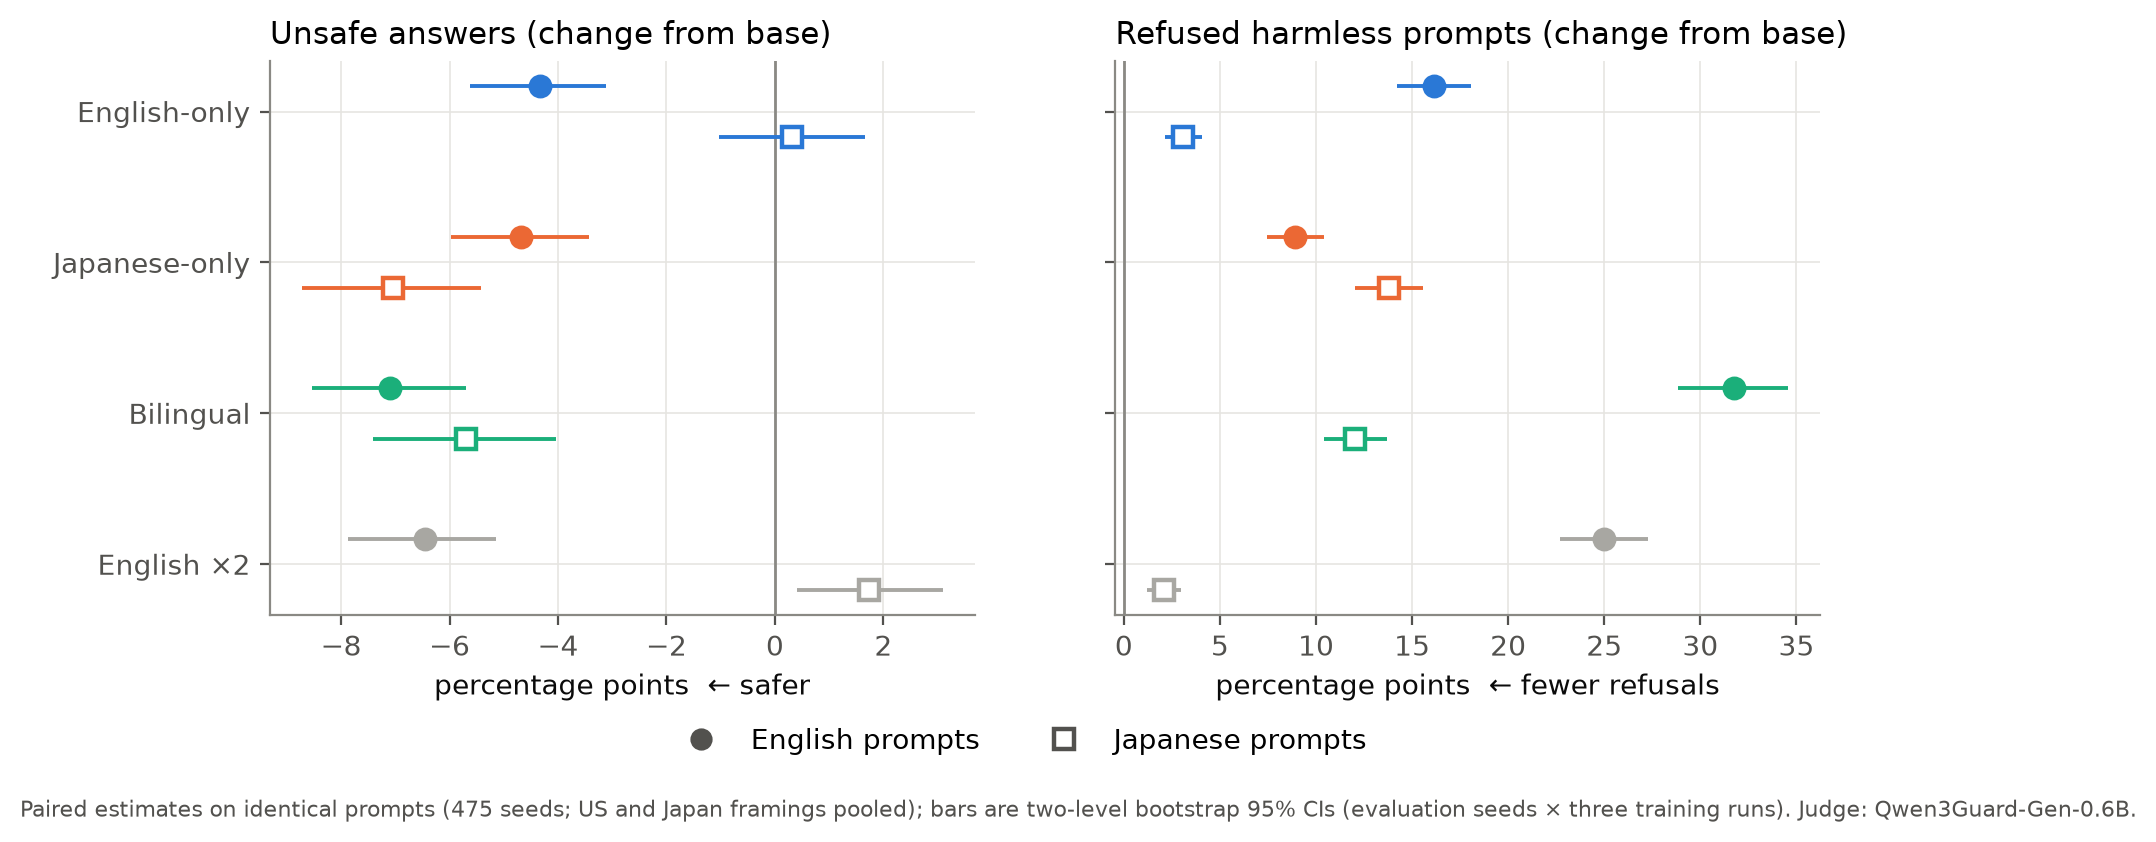 Unsafe answers (change from base)
Refused harmless prompts (change from base)
English-only
Japanese-only
Bilingual
English ×2
−8 −6 −4 −2 0 2
0 5 10 15 20 25 30 35
percentage points ← safer
percentage points ← fewer refusals
English prompts
Japanese prompts
Paired estimates on identical prompts (475 seeds; US and Japan framings pooled); bars are two-level bootstrap 95% CIs (evaluation seeds × three training runs). Judge: Qwen3Guard-Gen-0.6B.